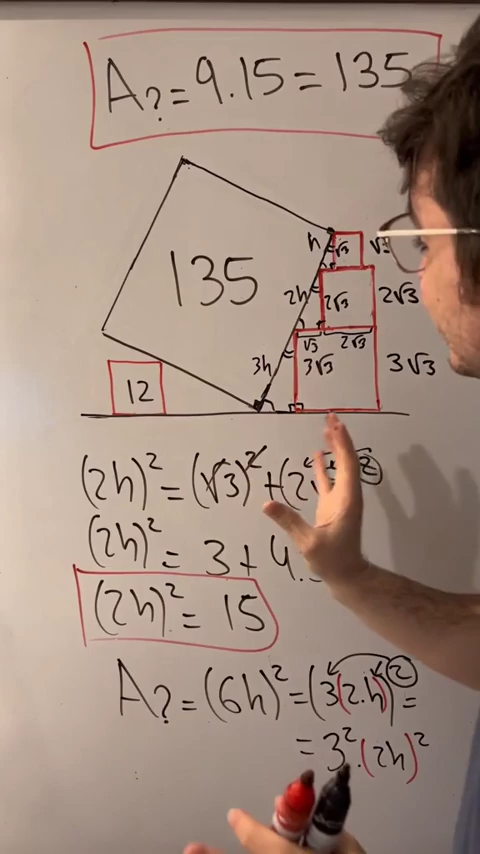 A? = 9.15 = 135
135
h
√3
2h
2√3
2√3
√3
2√3
3h
3√3
3√3
12
(2h)² = (√3)² + (2
(2h)² = 3 + 4.
(2h)² = 15
A? = (6h)² = (3(2.h))² =
= 3².(2h)²